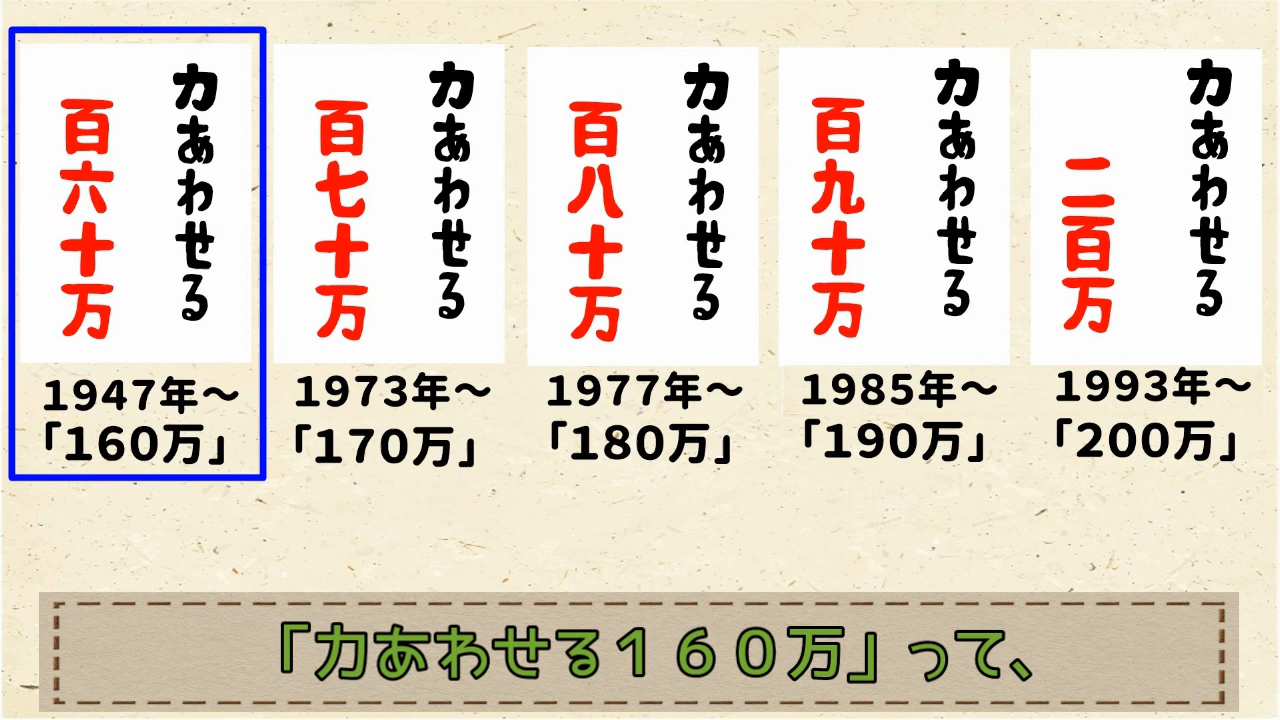 力あわせる
百六十万
1947年～
「160万」
力あわせる
百七十万
1973年～
「170万」
力あわせる
百八十万
1977年～
「180万」
力あわせる
百九十万
1985年～
「190万」
力あわせる
二百万
1993年～
「200万」
「力あわせる１６０万」って、